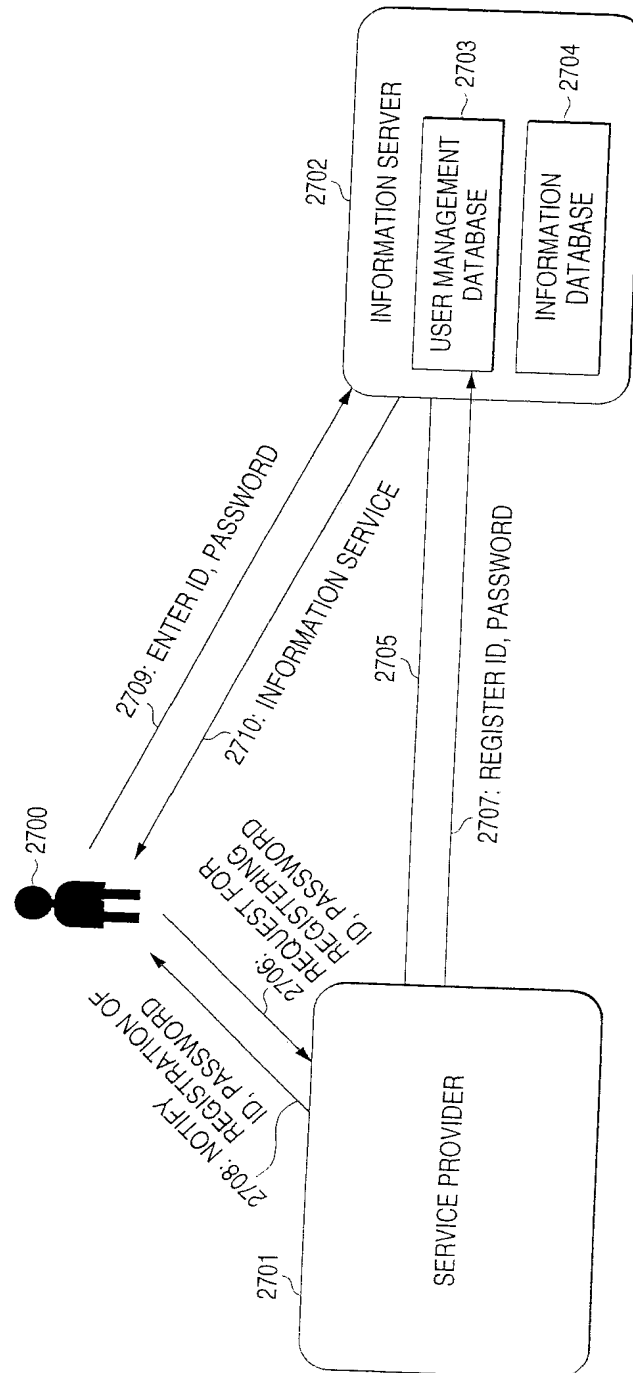 2700
2709: ENTER ID, PASSWORD
2710: INFORMATION SERVICE
2706:
REQUEST FOR
REGISTERING
ID, PASSWORD
2708: NOTIFY
REGISTRATION OF
ID, PASSWORD
2701
SERVICE PROVIDER
2705
2707: REGISTER ID, PASSWORD
2702
INFORMATION SERVER
USER MANAGEMENT
DATABASE
2703
INFORMATION
DATABASE
2704